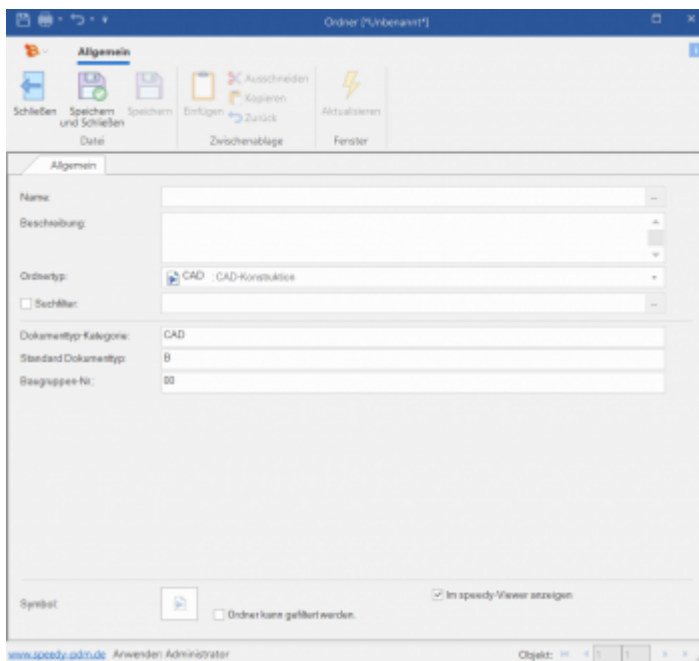 Ordner [*Unbenannt*]
Allgemein
Schließen
Speichern und Schließen
Speichern
Datei
Einfügen
Ausschneiden
Kopieren
Zurück
Zwischenablage
Aktualisieren
Fenster
Allgemein
Name:
Beschreibung:
Ordnertyp: CAD : CAD-Konstruktion
Suchfilter:
Dokumenttyp-Kategorie: CAD
Standard Dokumenttyp: B
Baugruppen-Nr.: 00
Symbol:
Im speedy-Viewer anzeigen
Ordner kann gefiltert werden.
www.speedy-pdm.de Anwender: Administrator Objekt: 1 1